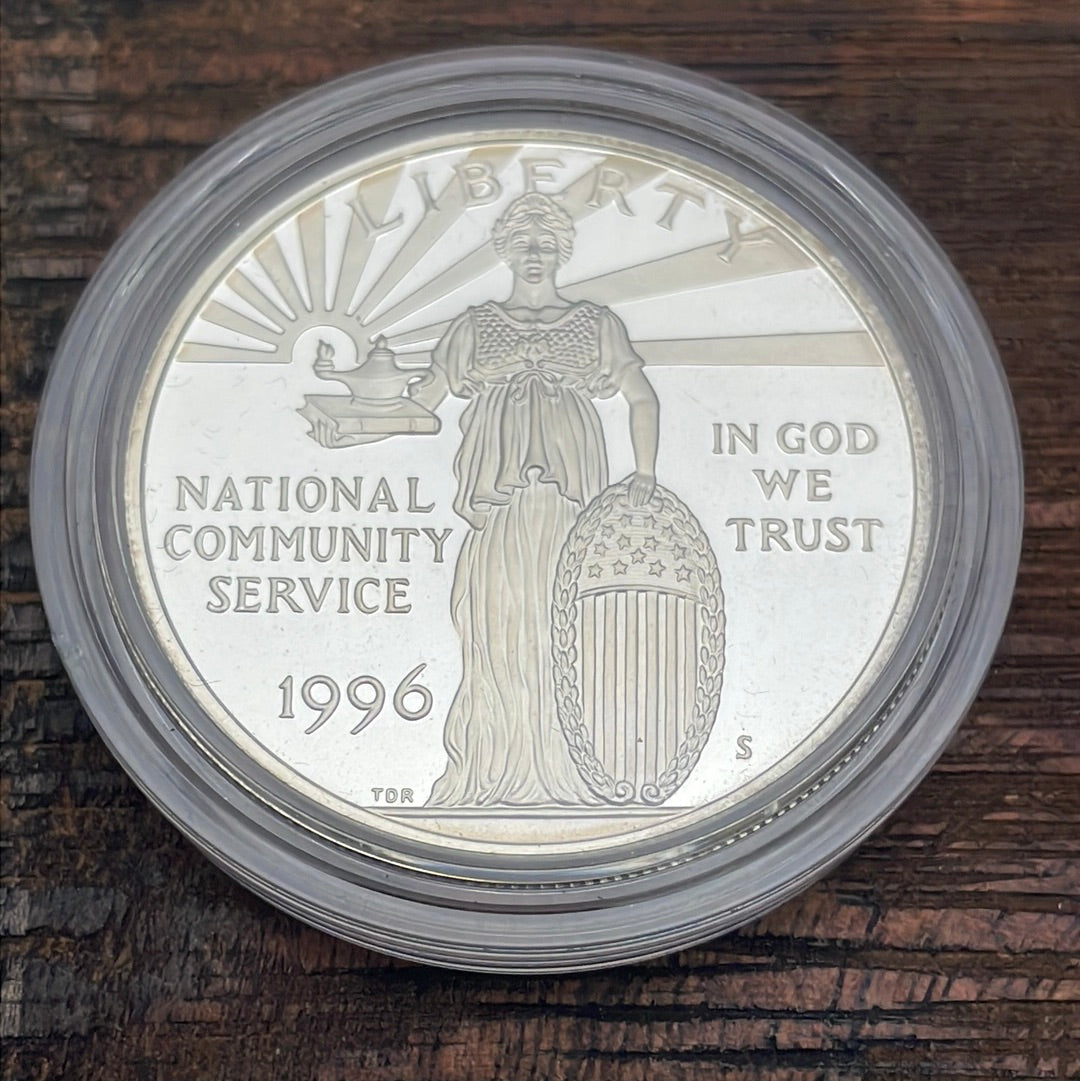 LIBERTY
NATIONAL
COMMUNITY
SERVICE
1996
IN GOD
WE
TRUST
S
TDR